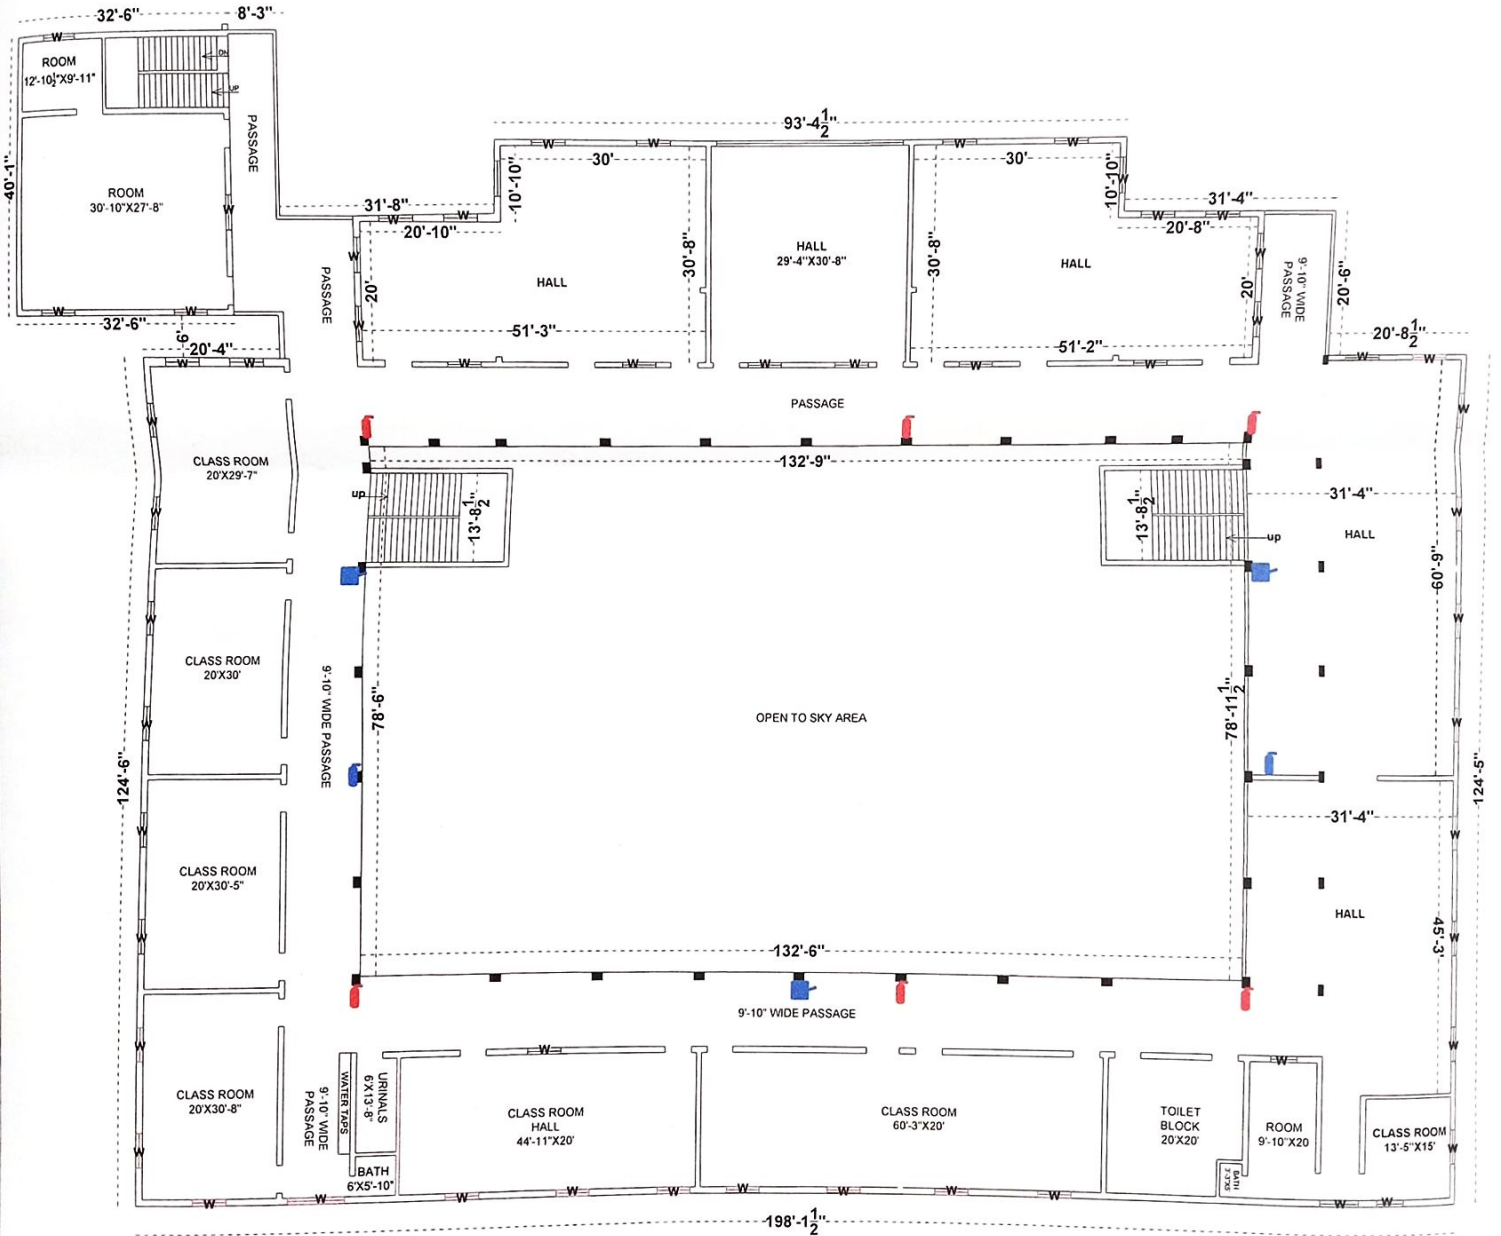 32'-6"
8'-3"
W
ROOM
12'-10½"X9'-11"
DN
UP
PASSAGE
40'-1"
ROOM
30'-10"X27'-8"
W
W
W
32'-6"
6'
20'-4"
W
W
93'-4½"
W
W
W
W
30'
30'
10'-10"
10'-10"
W
31'-8"
31'-4"
W
W
W
W
20'-10"
20'-8"
HALL
29'-4"X30'-8"
30'-8"
30'-8"
HALL
HALL
W
W
W
W
20'
20'
PASSAGE
9'-10" WIDE
PASSAGE
20'-6"
51'-3"
51'-2"
W
W
W
W
W
W
20'-8½"
W
W
PASSAGE
132'-9"
up
13'-8½"
13'-8½"
up
CLASS ROOM
20'X29'-7"
W
W
31'-4"
HALL
60'-9"
W
W
W
W
CLASS ROOM
20'X30'
W
W
9'-10" WIDE PASSAGE
78'-6"
OPEN TO SKY AREA
78'-11½"
124'-6"
124'-5"
31'-4"
W
CLASS ROOM
20'X30'-5"
W
W
HALL
45'-3"
W
W
132'-6"
9'-10" WIDE PASSAGE
W
CLASS ROOM
20'X30'-8"
W
9'-10" WIDE
PASSAGE
WATER TAPS
URINALS
6'X13'-8"
BATH
6'X5'-10"
W
CLASS ROOM
HALL
44'-11"X20'
CLASS ROOM
60'-3"X20'
TOILET
BLOCK
20'X20'
W
ROOM
9'-10"X20
BATH
CLASS ROOM
13'-5"X15'
W
W
W
W
W
W
W
W
W
W
W
W
198'-1½"